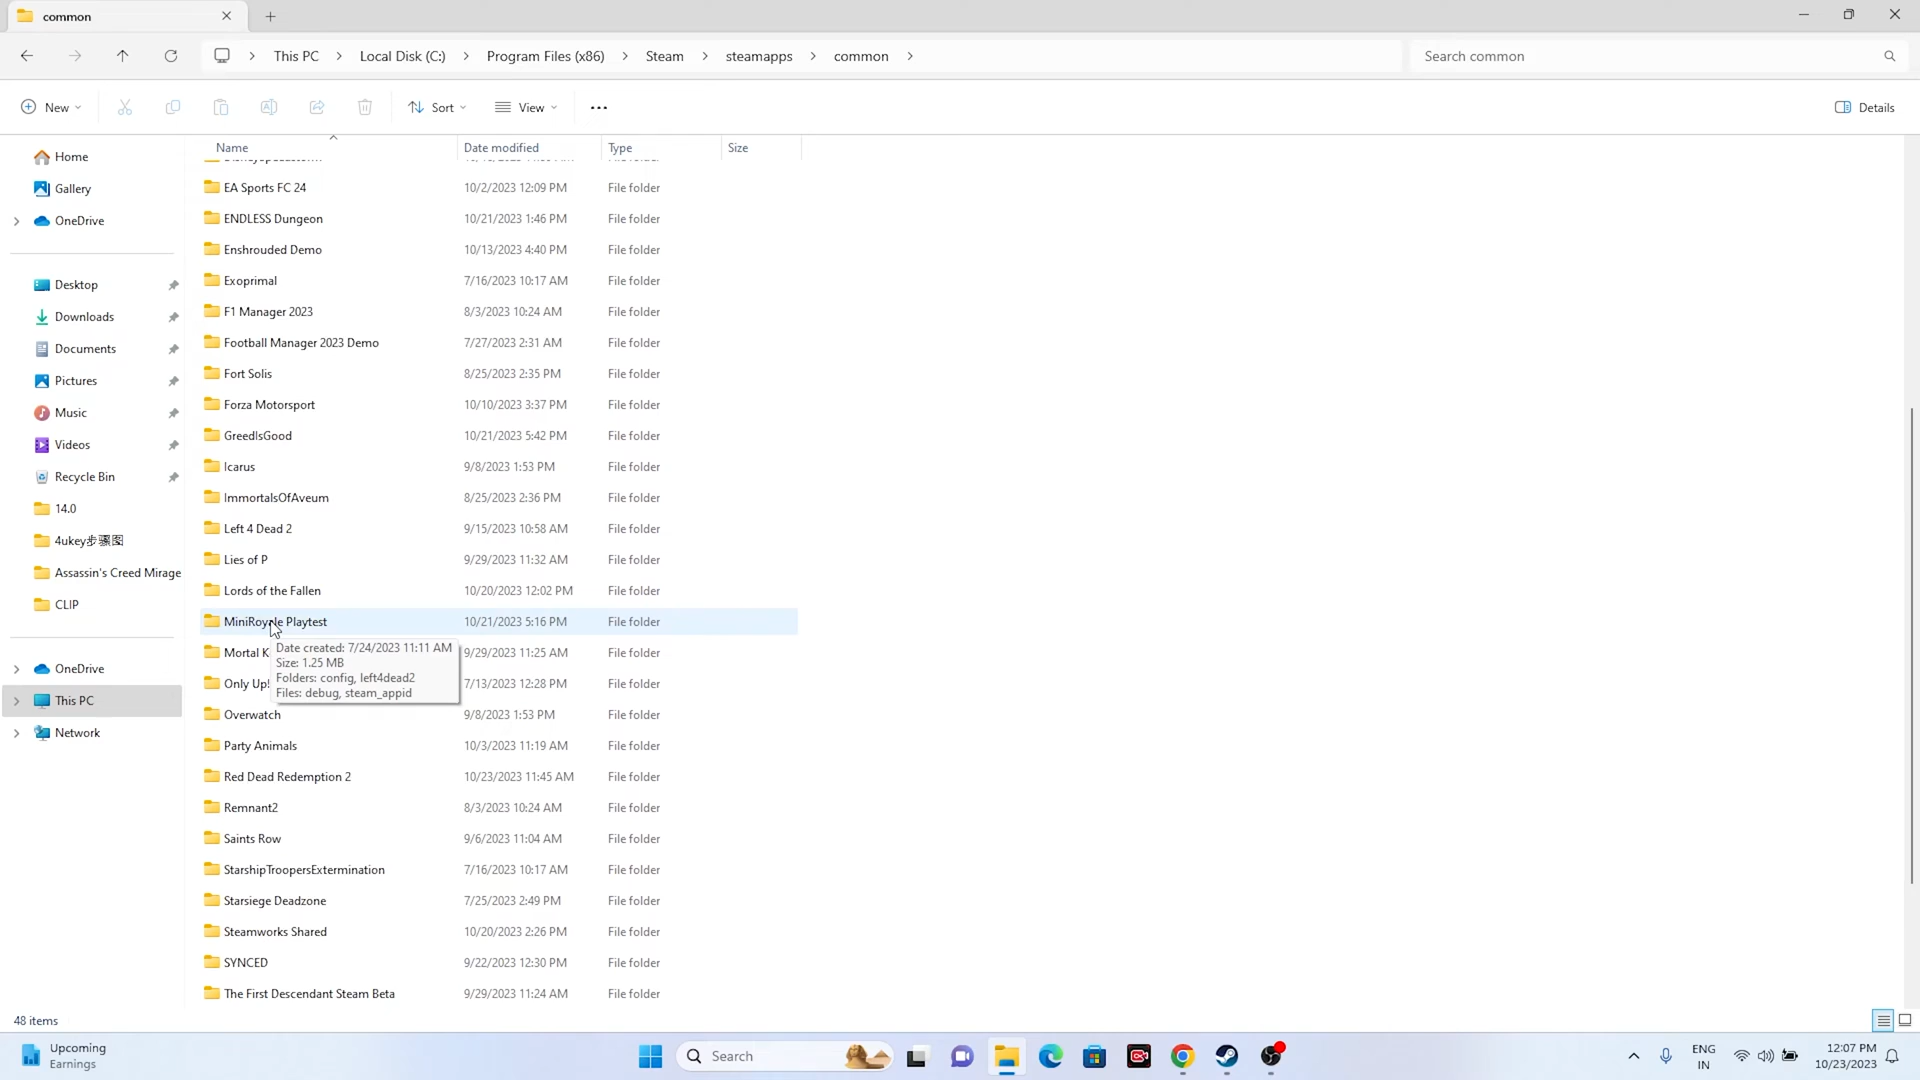 common
This PC > Local Disk (C:) > Program Files (x86) > Steam > steamapps > common >
Search common
New
Sort
View
Details
Name
Date modified
Type
Size
Home
Gallery
OneDrive
Desktop
Downloads
Documents
Pictures
Music
Videos
Recycle Bin
14.0
4ukey步骤图
Assassin's Creed Mirage
CLIP
OneDrive
This PC
Network
EA Sports FC 24 10/2/2023 12:09 PM File folder
ENDLESS Dungeon 10/21/2023 1:46 PM File folder
Enshrouded Demo 10/13/2023 4:40 PM File folder
Exoprimal 7/16/2023 10:17 AM File folder
F1 Manager 2023 8/3/2023 10:24 AM File folder
Football Manager 2023 Demo 7/27/2023 2:31 AM File folder
Fort Solis 8/25/2023 2:35 PM File folder
Forza Motorsport 10/10/2023 3:37 PM File folder
GreedIsGood 10/21/2023 5:42 PM File folder
Icarus 9/8/2023 1:53 PM File folder
ImmortalsOfAveum 8/25/2023 2:36 PM File folder
Left 4 Dead 2 9/15/2023 10:58 AM File folder
Lies of P 9/29/2023 11:32 AM File folder
Lords of the Fallen 10/20/2023 12:02 PM File folder
MiniRoyale Playtest 10/21/2023 5:16 PM File folder
Mortal K 9/29/2023 11:25 AM File folder
Only Up! 7/13/2023 12:28 PM File folder
Date created: 7/24/2023 11:11 AM
Size: 1.25 MB
Folders: config, left4dead2
Files: debug, steam_appid
Overwatch 9/8/2023 1:53 PM File folder
Party Animals 10/3/2023 11:19 AM File folder
Red Dead Redemption 2 10/23/2023 11:45 AM File folder
Remnant2 8/3/2023 10:24 AM File folder
Saints Row 9/6/2023 11:04 AM File folder
StarshipTroopersExtermination 7/16/2023 10:17 AM File folder
Starsiege Deadzone 7/25/2023 2:49 PM File folder
Steamworks Shared 10/20/2023 2:26 PM File folder
SYNCED 9/22/2023 12:30 PM File folder
The First Descendant Steam Beta 9/29/2023 11:24 AM File folder
48 items
Upcoming
Earnings
Search
ENG
IN
12:07 PM
10/23/2023